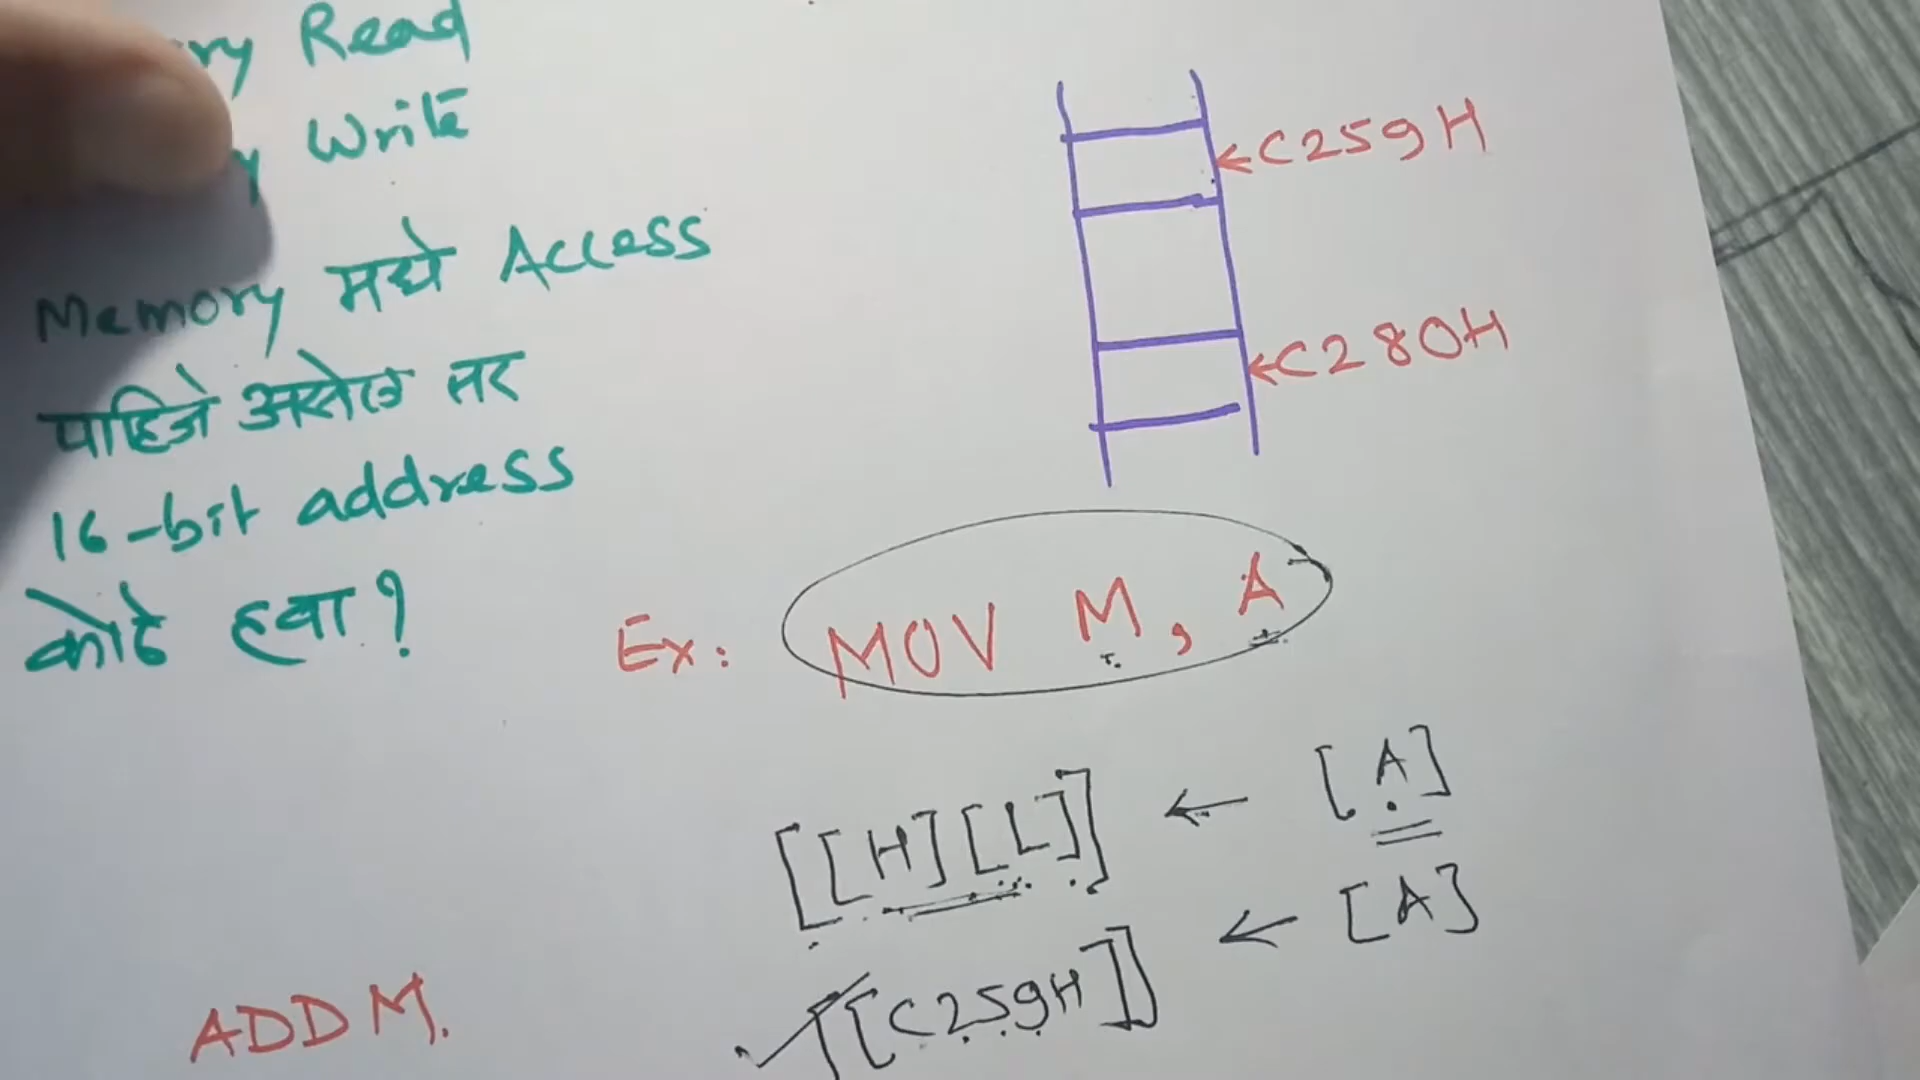 Read
Write
Memory मध्ये Access
पाहिजे असेल तर
16-bit address
कोठे हवा?
←C259H
←C280H
Ex: MOV M, A
[[H][L]] ← [A]
[[C259H]] ← [A]
ADD M.